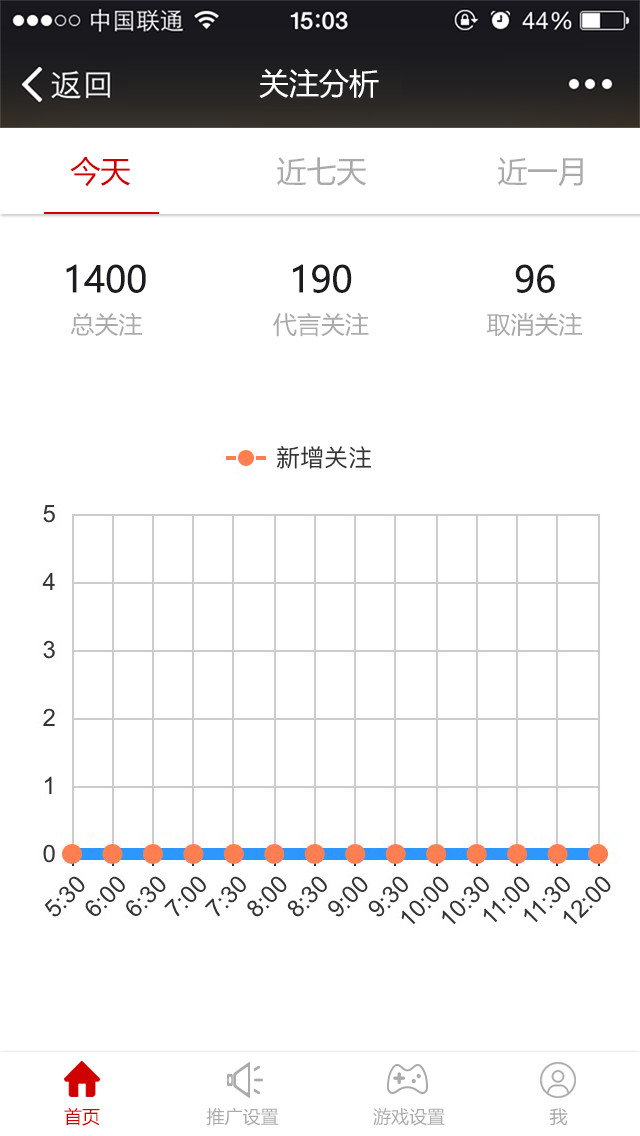 中国联通 15:03 44%
返回 关注分析
今天 近七天 近一月
1400 190 96
总关注 代言关注 取消关注
新增关注
5
4
3
2
1
0
5:30 6:00 6:30 7:00 7:30 8:00 8:30 9:00 9:30 10:00 10:30 11:00 11:30 12:00
首页 推广设置 游戏设置 我